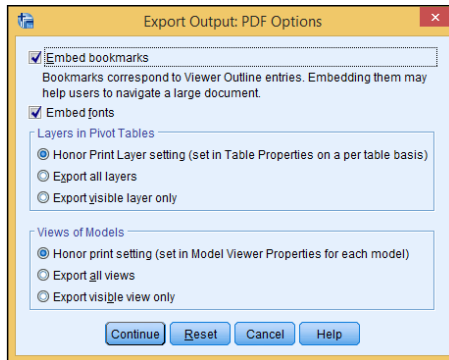 Export Output: PDF Options
Embed bookmarks
Bookmarks correspond to Viewer Outline entries. Embedding them may
help users to navigate a large document.
Embed fonts
Layers in Pivot Tables
Honor Print Layer setting (set in Table Properties on a per table basis)
Export all layers
Export visible layer only
Views of Models
Honor print setting (set in Model Viewer Properties for each model)
Export all views
Export visible view only
Continue Reset Cancel Help